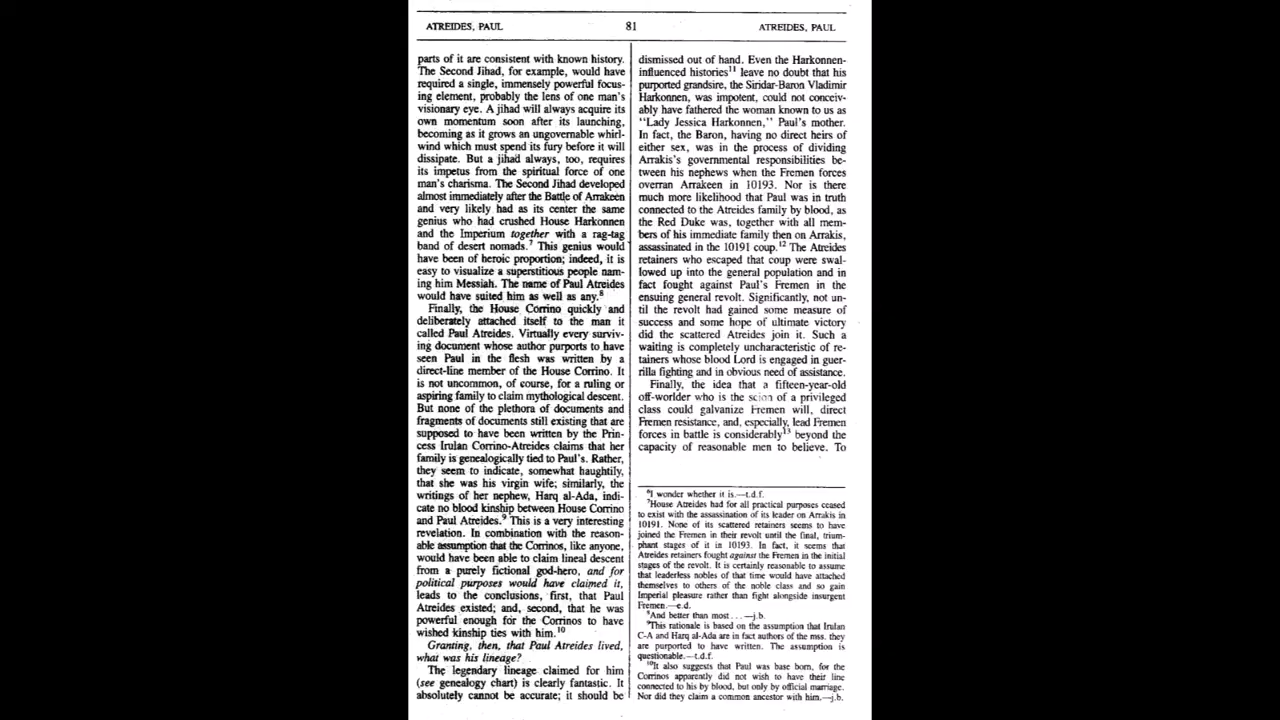 ATREIDES, PAUL 81 ATREIDES, PAUL
parts of it are consistent with known history.
The Second Jihad, for example, would have
required a single, immensely powerful focus-
ing element, probably the lens of one man's
visionary eye. A jihad will always acquire its
own momentum soon after its launching,
becoming as it grows an ungovernable whirl-
wind which must spend its fury before it will
dissipate. But a jihad always, too, requires
its impetus from the spiritual force of one
man's charisma. The Second Jihad developed
almost immediately after the Battle of Arrakeen
and very likely had as its center the same
genius who had crushed House Harkonnen
and the Imperium together with a rag-tag
band of desert nomads.7 This genius would
have been of heroic proportion; indeed, it is
easy to visualize a superstitious people nam-
ing him Messiah. The name of Paul Atreides
would have suited him as well as any.8
Finally, the House Corrino quickly and
deliberately attached itself to the man it
called Paul Atreides. Virtually every surviv-
ing document whose author purports to have
seen Paul in the flesh was written by a
direct-line member of the House Corrino. It
is not uncommon, of course, for a ruling or
aspiring family to claim mythological descent.
But none of the plethora of documents and
fragments of documents still existing that are
supposed to have been written by the Prin-
cess Irulan Corrino-Atreides claims that her
family is genealogically tied to Paul's. Rather,
they seem to indicate, somewhat haughtily,
that she was his virgin wife; similarly, the
writings of her nephew, Harq al-Ada, indi-
cate no blood kinship between House Corrino
and Paul Atreides.9 This is a very interesting
revelation. In combination with the reason-
able assumption that the Corrinos, like anyone,
would have been able to claim lineal descent
from a purely fictional god-hero, and for
political purposes would have claimed it,
leads to the conclusions, first, that Paul
Atreides existed; and, second, that he was
powerful enough for the Corrinos to have
wished kinship ties with him.10
Granting, then, that Paul Atreides lived,
what was his lineage?
The legendary lineage claimed for him
(see genealogy chart) is clearly fantastic. It
absolutely cannot be accurate; it should be
dismissed out of hand. Even the Harkonnen-
influenced histories11 leave no doubt that his
purported grandsire, the Siridar-Baron Vladimir
Harkonnen, was impotent, could not conceiv-
ably have fathered the woman known to us as
"Lady Jessica Harkonnen," Paul's mother.
In fact, the Baron, having no direct heirs of
either sex, was in the process of dividing
Arrakis's governmental responsibilities be-
tween his nephews when the Fremen forces
overran Arrakeen in 10193. Nor is there
much more likelihood that Paul was in truth
connected to the Atreides family by blood, as
the Red Duke was, together with all mem-
bers of his immediate family then on Arrakis,
assassinated in the 10191 coup.12 The Atreides
retainers who escaped that coup were swal-
lowed up into the general population and in
fact fought against Paul's Fremen in the
ensuing general revolt. Significantly, not un-
til the revolt had gained some measure of
success and some hope of ultimate victory
did the scattered Atreides join it. Such a
waiting is completely uncharacteristic of re-
tainers whose blood Lord is engaged in guer-
rilla fighting and in obvious need of assistance.
Finally, the idea that a fifteen-year-old
off-worlder who is the scion of a privileged
class could galvanize Fremen will, direct
Fremen resistance, and, especially, lead Fremen
forces in battle is considerably13 beyond the
capacity of reasonable men to believe. To
6I wonder whether it is.—t.d.f.
7House Atreides had for all practical purposes ceased
to exist with the assassination of its leader on Arrakis in
10191. None of its scattered retainers seems to have
joined the Fremen in their revolt until the final, trium-
phant stages of it in 10193. In fact, it seems that
Atreides retainers fought against the Fremen in the initial
stages of the revolt. It is certainly reasonable to assume
that leaderless nobles of that time would have attached
themselves to others of the noble class and so gain
Imperial pleasure rather than fight alongside insurgent
Fremen.—e.d.
8And better than most . . .—j.b.
9This rationale is based on the assumption that Irulan
C-A and Harq al-Ada are in fact authors of the mss. they
are purported to have written. The assumption is
questionable.—t.d.f.
10It also suggests that Paul was base born, for the
Corrinos apparently did not wish to have their line
connected to his by blood, but only by official marriage.
Nor did they claim a common ancestor with him.—j.b.